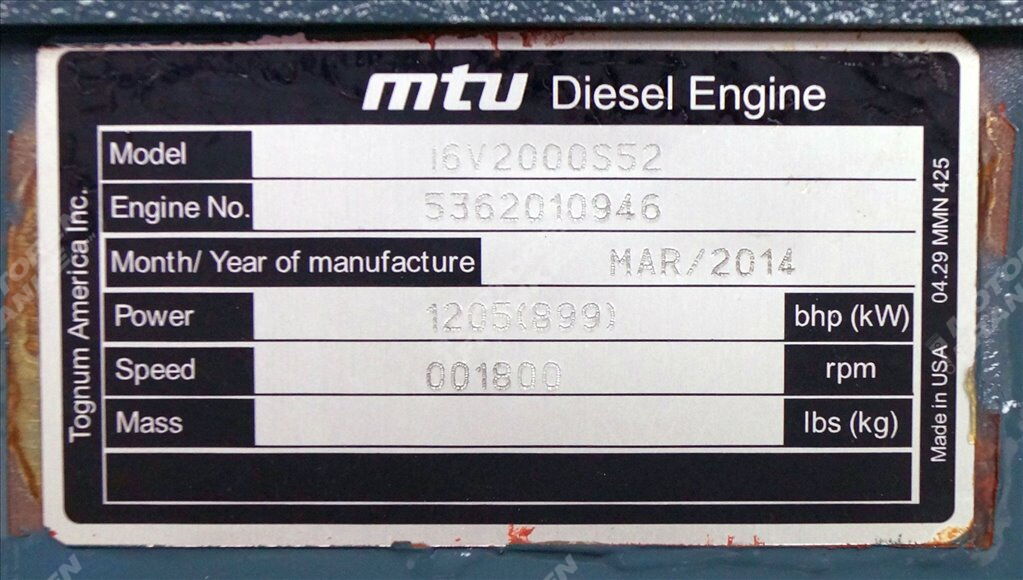 mtu Diesel Engine
Model 16V2000S52
Engine No. 5362010946
Month/ Year of manufacture MAR/2014
Power 1205(899) bhp (kW)
Speed 001800 rpm
Mass lbs (kg)
Tognum America Inc.
04.29 MMN 425
Made in USA